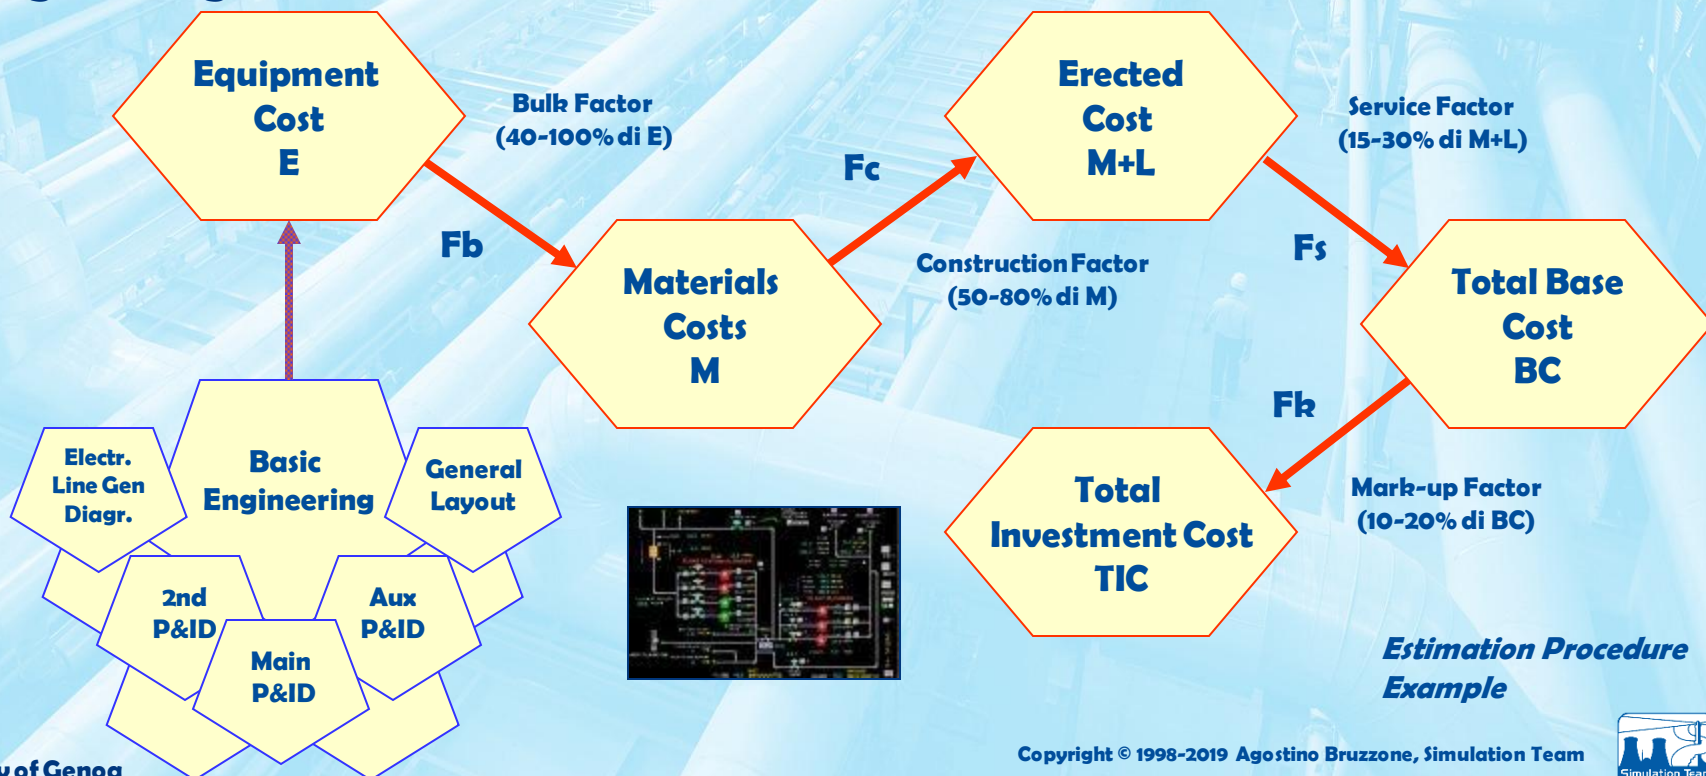 Equipment
Cost
E
Bulk Factor
(40-100% di E)
Fb
Materials
Costs
M
Fc
Construction Factor
(50-80% di M)
Erected
Cost
M+L
Service Factor
(15-30% di M+L)
Fs
Total Base
Cost
BC
Fk
Mark-up Factor
(10-20% di BC)
Total
Investment Cost
TIC
Basic
Engineering
Electr.
Line Gen
Diagr.
General
Layout
2nd
P&ID
Aux
P&ID
Main
P&ID
Estimation Procedure
Example
of Genoa
Copyright © 1998-2019 Agostino Bruzzone, Simulation Team
Simulation Team